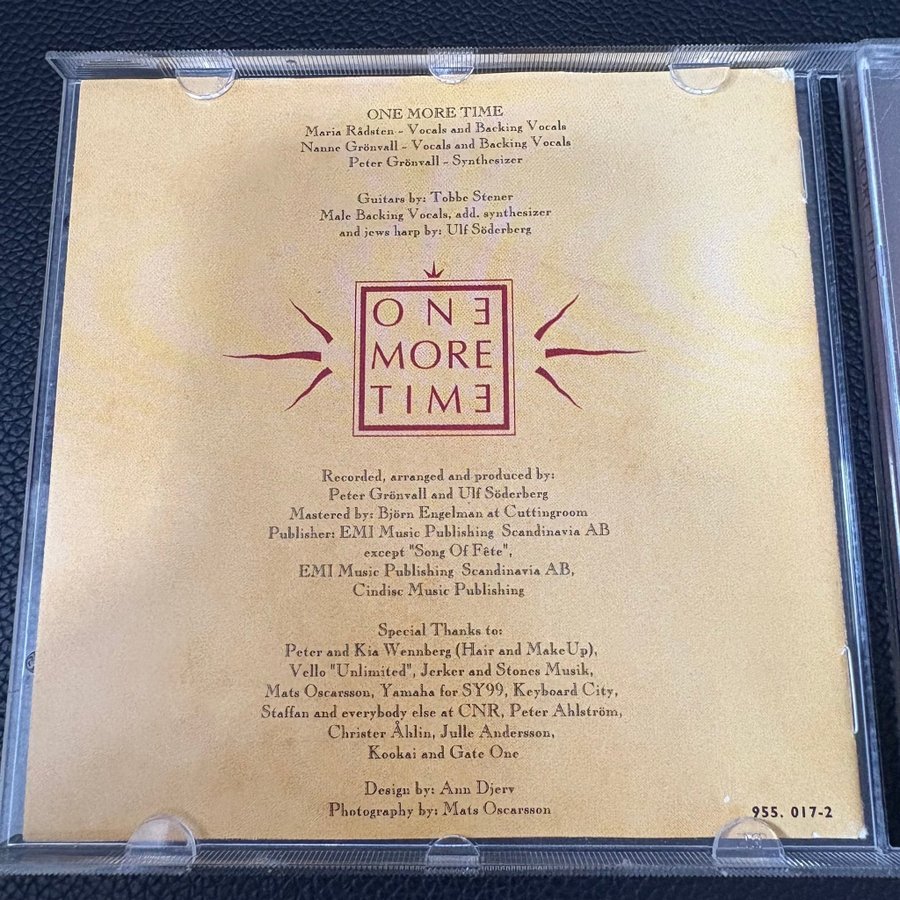 ONE MORE TIME
Maria Rådsten - Vocals and Backing Vocals
Nanne Grönvall - Vocals and Backing Vocals
Peter Grönvall - Synthesizer
Guitars by: Tobbe Stener
Male Backing Vocals, add. synthesizer
and jews harp by: Ulf Söderberg
ONE
MORE
TIME
Recorded, arranged and produced by:
Peter Grönvall and Ulf Söderberg
Mastered by: Björn Engelman at Cuttingroom
Publisher: EMI Music Publishing Scandinavia AB
except "Song Of Fête",
EMI Music Publishing Scandinavia AB,
Cindisc Music Publishing
Special Thanks to:
Peter and Kia Wennberg (Hair and MakeUp),
Vello "Unlimited", Jerker and Stones Musik,
Mats Oscarsson, Yamaha for SY99, Keyboard City,
Staffan and everybody else at CNR, Peter Ahlström,
Christer Åhlin, Julle Andersson,
Kookai and Gate One
Design by: Ann Djerv
Photography by: Mats Oscarsson
955. 017-2